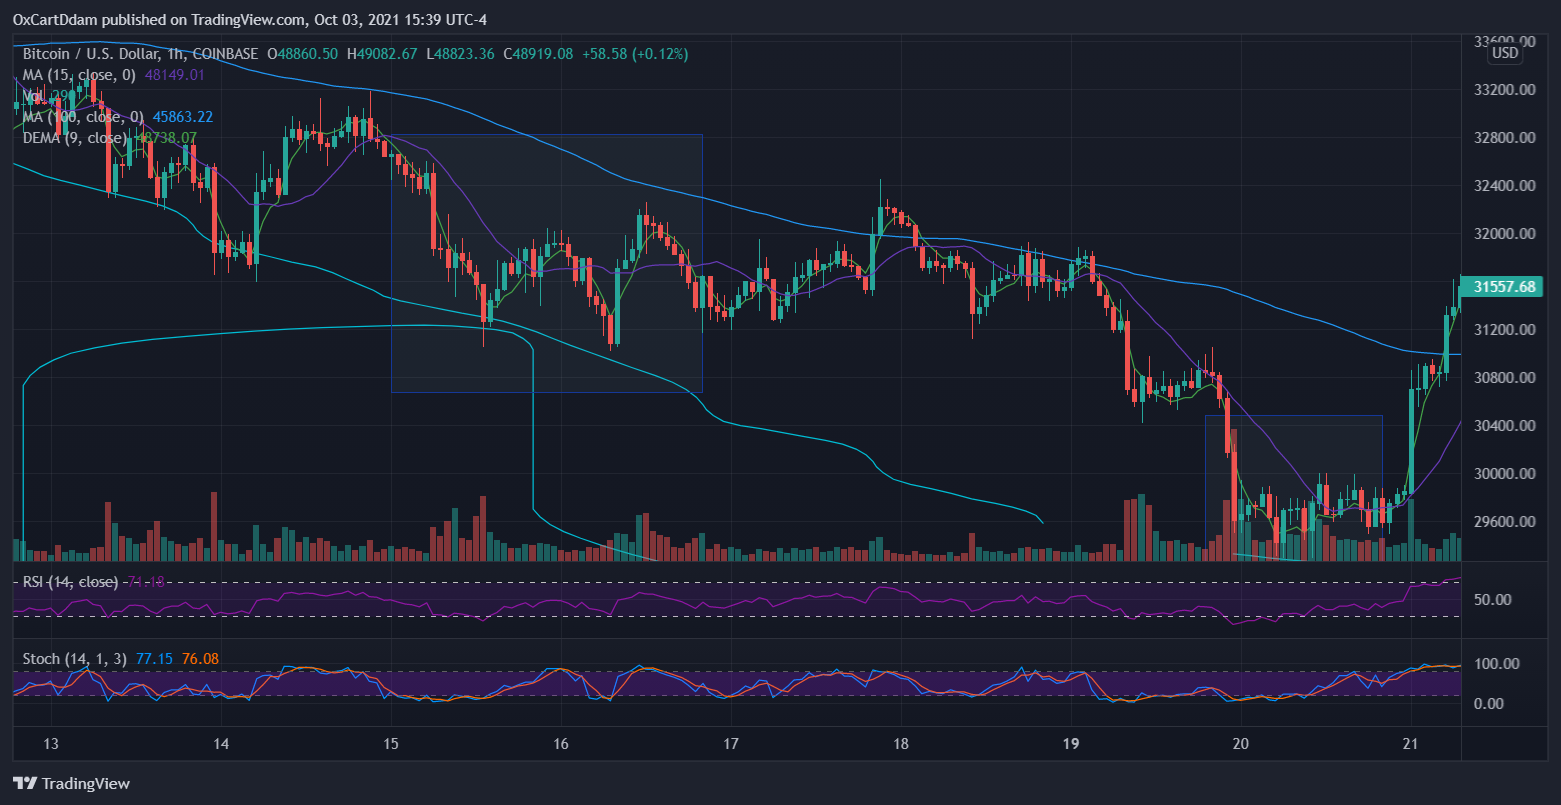 OxCartDdam published on TradingView.com, Oct 03, 2021 15:39 UTC-4
Bitcoin / U.S. Dollar, 1h, COINBASE O48860.50 H49082.67 L48823.36 C48919.08 +58.58 (+0.12%)
MA (15, close, 0) 48149.01
Vol
MA (100, close, 0) 45863.22
DEMA (9, close) 48738.07
33600.00
USD
33200.00
32800.00
32400.00
32000.00
31557.68
31200.00
30800.00
30400.00
30000.00
29600.00
RSI (14, close) 71.18
50.00
Stoch (14, 1, 3) 77.15 76.08
100.00
0.00
13 14 15 16 17 18 19 20 21
TradingView